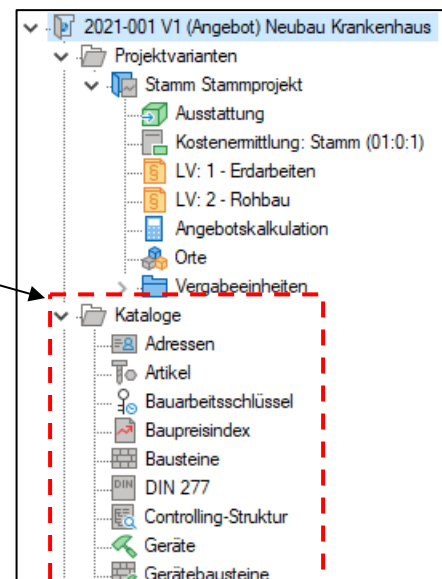 2021-001 V1 (Angebot) Neubau Krankenhaus
Projektvarianten
Stamm Stammprojekt
Ausstattung
Kostenermittlung: Stamm (01:0:1)
LV: 1 - Erdarbeiten
LV: 2 - Rohbau
Angebotskalkulation
Orte
Vergabeeinheiten
Kataloge
Adressen
Artikel
Bauarbeitsschlüssel
Baupreisindex
Bausteine
DIN DIN 277
Controlling-Struktur
Geräte
Gerätebausteine